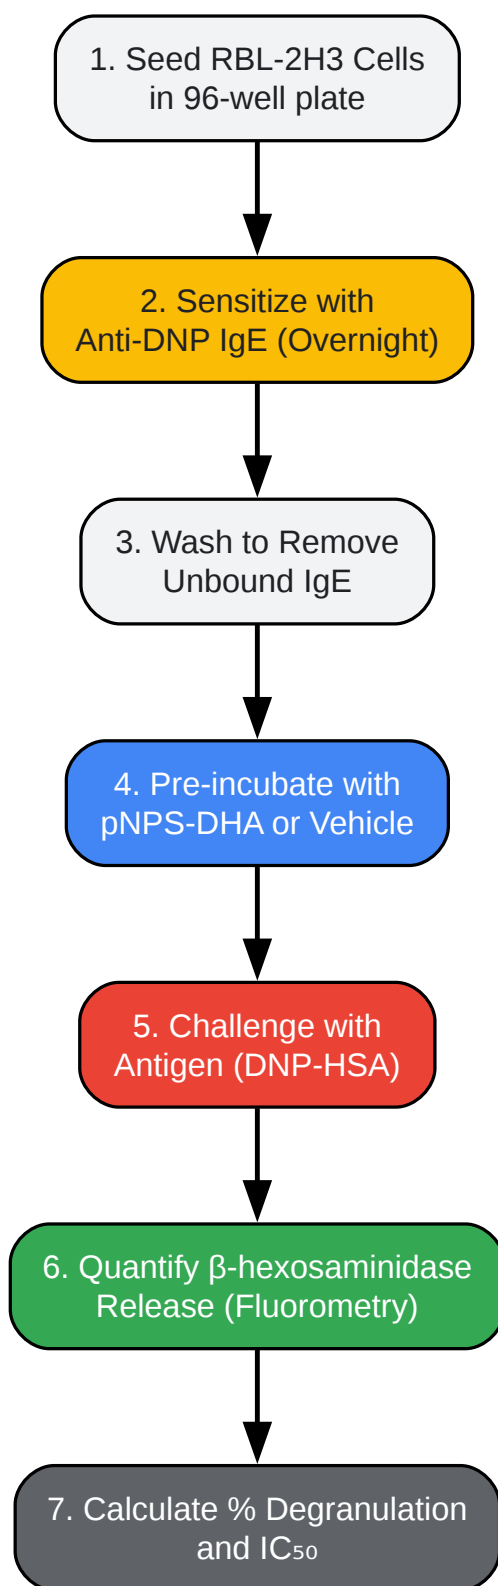 1. Seed RBL-2H3 Cells
in 96-well plate
2. Sensitize with
Anti-DNP IgE (Overnight)
3. Wash to Remove
Unbound IgE
4. Pre-incubate with
pNPS-DHA or Vehicle
5. Challenge with
Antigen (DNP-HSA)
6. Quantify β-hexosaminidase
Release (Fluorometry)
7. Calculate % Degranulation
and IC₅₀